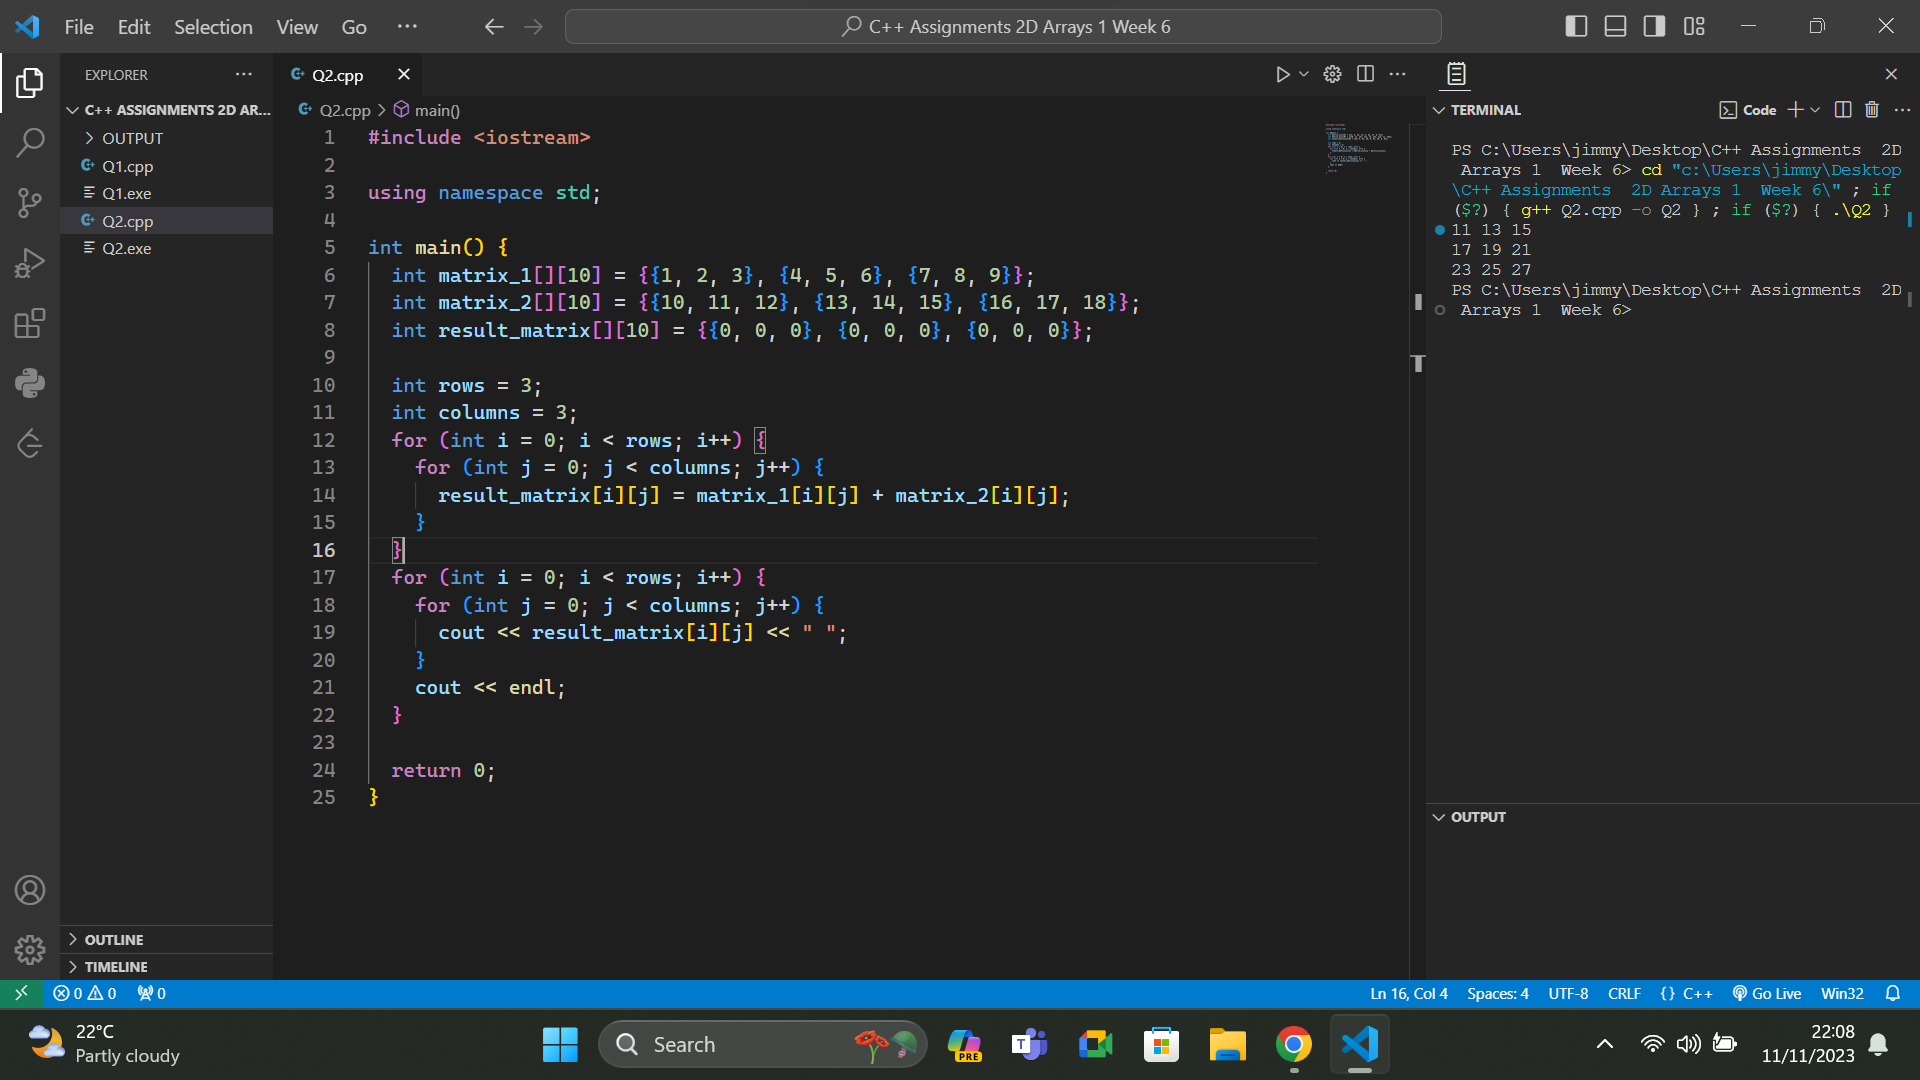 File Edit Selection View Go ···
C++ Assignments 2D Arrays 1 Week 6
EXPLORER ···
C++ ASSIGNMENTS 2D AR...
OUTPUT
Q1.cpp
Q1.exe
Q2.cpp
Q2.exe
OUTLINE
TIMELINE
Q2.cpp
Q2.cpp > main()
1 #include <iostream>
2
3 using namespace std;
4
5 int main() {
6 int matrix_1[][10] = {{1, 2, 3}, {4, 5, 6}, {7, 8, 9}};
7 int matrix_2[][10] = {{10, 11, 12}, {13, 14, 15}, {16, 17, 18}};
8 int result_matrix[][10] = {{0, 0, 0}, {0, 0, 0}, {0, 0, 0}};
9
10 int rows = 3;
11 int columns = 3;
12 for (int i = 0; i < rows; i++) {
13 for (int j = 0; j < columns; j++) {
14 result_matrix[i][j] = matrix_1[i][j] + matrix_2[i][j];
15 }
16 }
17 for (int i = 0; i < rows; i++) {
18 for (int j = 0; j < columns; j++) {
19 cout << result_matrix[i][j] << " ";
20 }
21 cout << endl;
22 }
23
24 return 0;
25 }
TERMINAL
Code
PS C:\Users\jimmy\Desktop\C++ Assignments  2D
Arrays 1  Week 6> cd "c:\Users\jimmy\Desktop
\C++ Assignments  2D Arrays 1  Week 6\" ; if
($?) { g++ Q2.cpp -o Q2 } ; if ($?) { .\Q2 }
11 13 15
17 19 21
23 25 27
PS C:\Users\jimmy\Desktop\C++ Assignments  2D
Arrays 1  Week 6>
OUTPUT
0 0 0
Ln 16, Col 4 Spaces: 4 UTF-8 CRLF {} C++ Go Live Win32
22°C
Partly cloudy
Search
PRE
T
22:08
11/11/2023